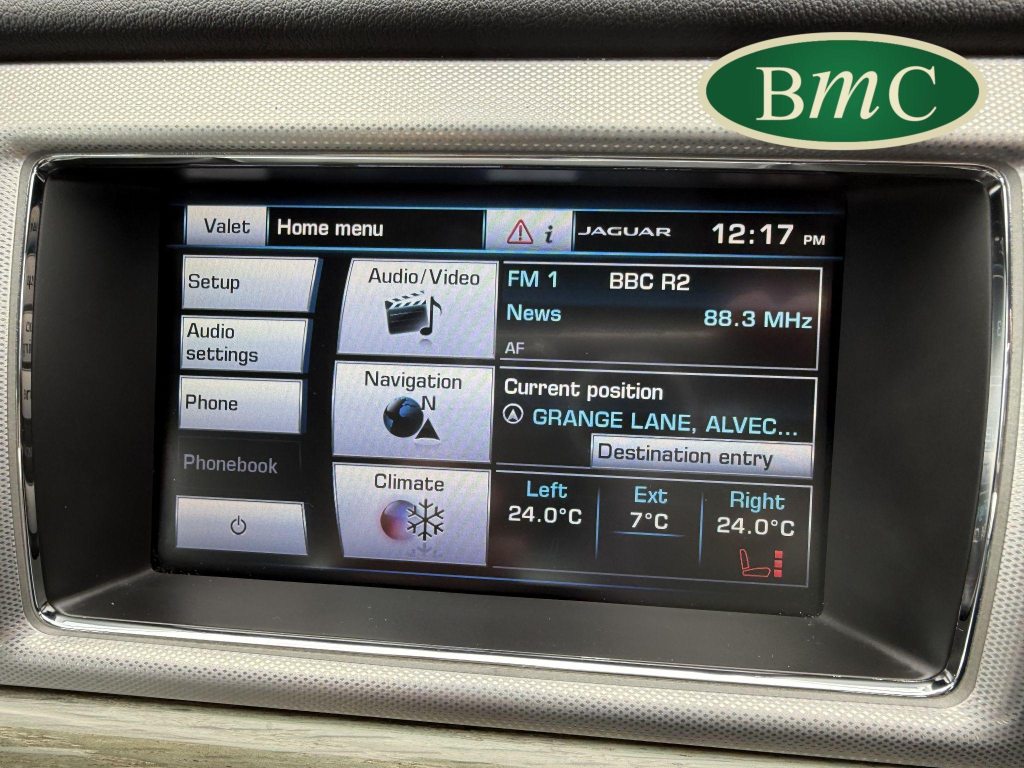 BmC
Valet
Home menu
i
JAGUAR
12:17 PM
Setup
Audio/Video
FM 1
BBC R2
News
88.3 MHz
AF
Audio
settings
Navigation
N
Current position
GRANGE LANE, ALVEC...
Destination entry
Phone
Phonebook
Climate
Left
24.0°C
Ext
7°C
Right
24.0°C